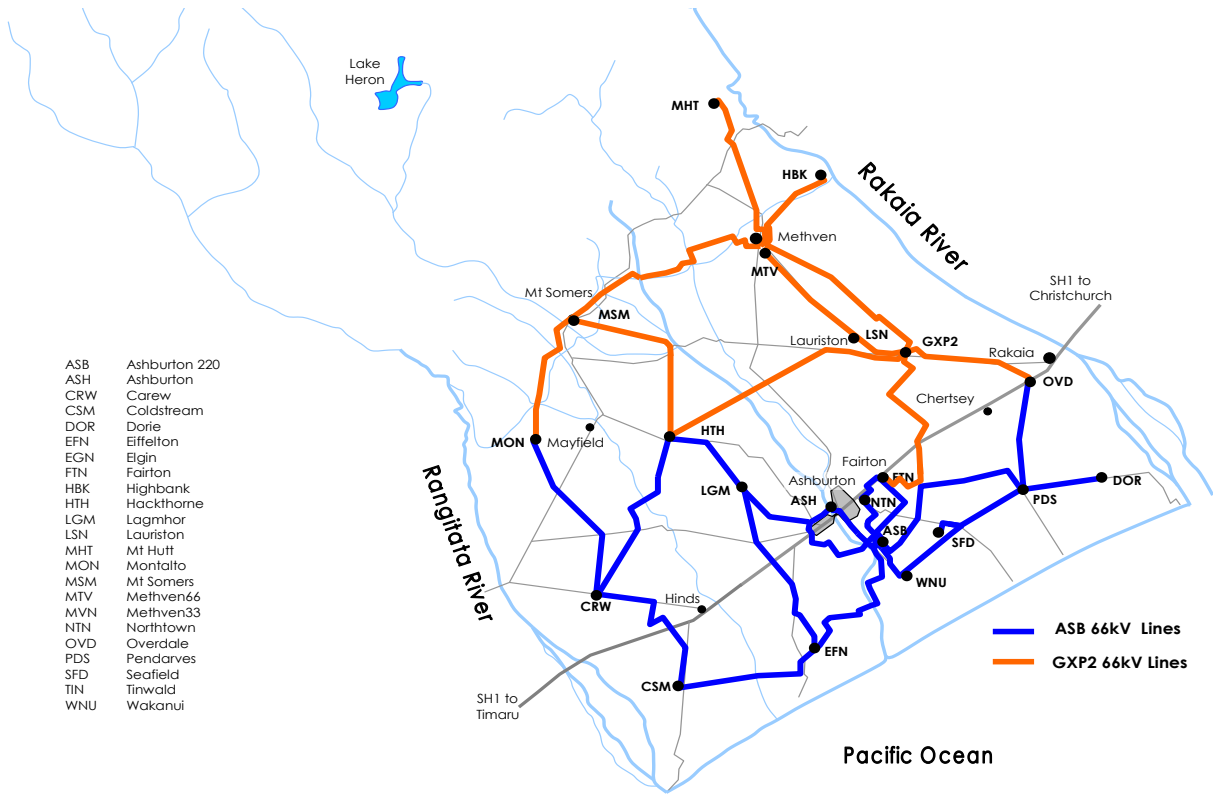 Lake
Heron
MHT
HBK
Rakaia River
Methven
MTV
SH1 to
Christchurch
Mt Somers
MSM
LSN
Lauriston
GXP2
Rakaia
OVD
Chertsey
MON
Mayfield
HTH
Fairton
FTN
Ashburton
LGM
ASH
NTN
DOR
PDS
ASB
SFD
WNU
Rangitata River
CRW
Hinds
EFN
CSM
SH1 to
Timaru
Pacific Ocean
ASB 66kV Lines
GXP2 66kV Lines
ASB Ashburton 220
ASH Ashburton
CRW Carew
CSM Coldstream
DOR Dorie
EFN Eiffelton
EGN Elgin
FTN Fairton
HBK Highbank
HTH Hackthorne
LGM Lagmhor
LSN Lauriston
MHT Mt Hutt
MON Montalto
MSM Mt Somers
MTV Methven66
MVN Methven33
NTN Northtown
OVD Overdale
PDS Pendarves
SFD Seafield
TIN Tinwald
WNU Wakanui